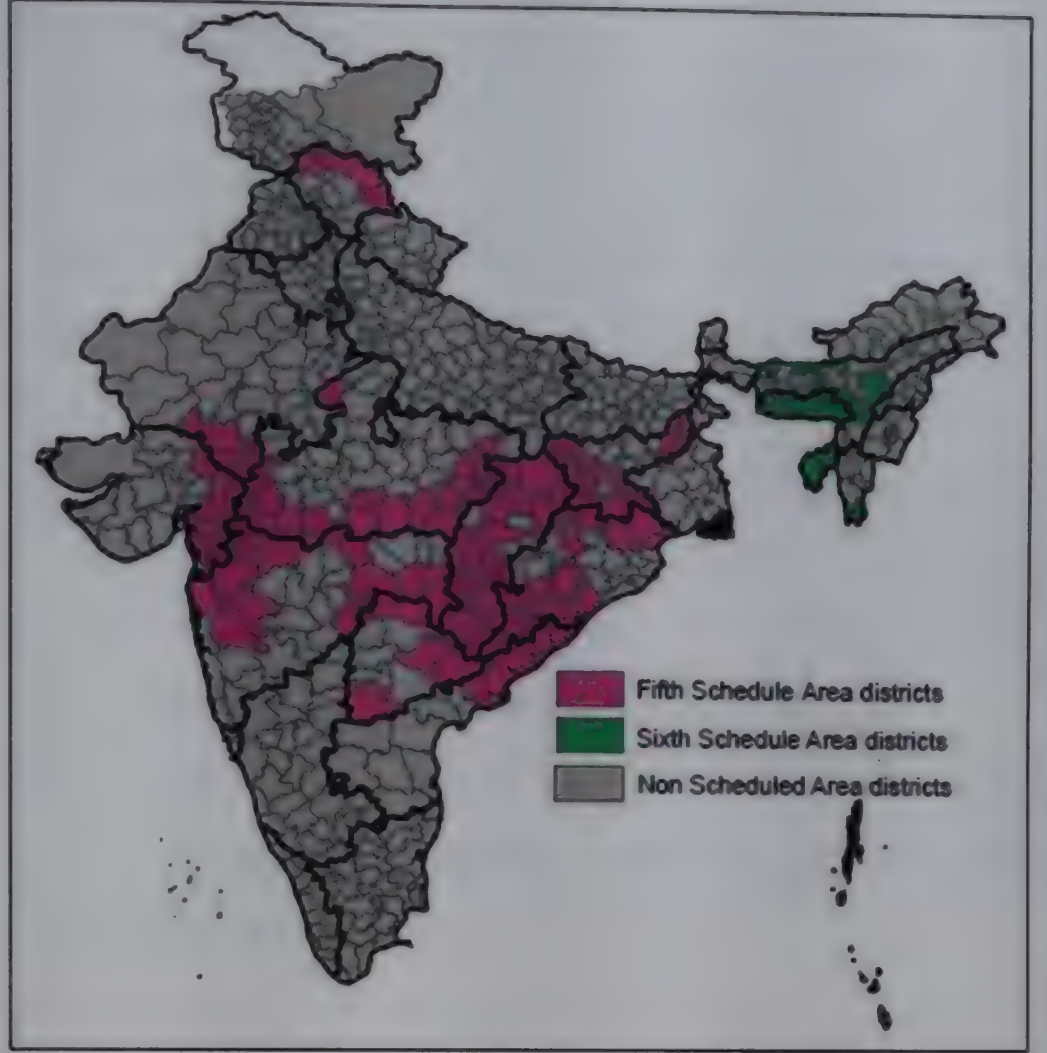 Fifth Schedule Area districts
Sixth Schedule Area districts
Non Scheduled Area districts